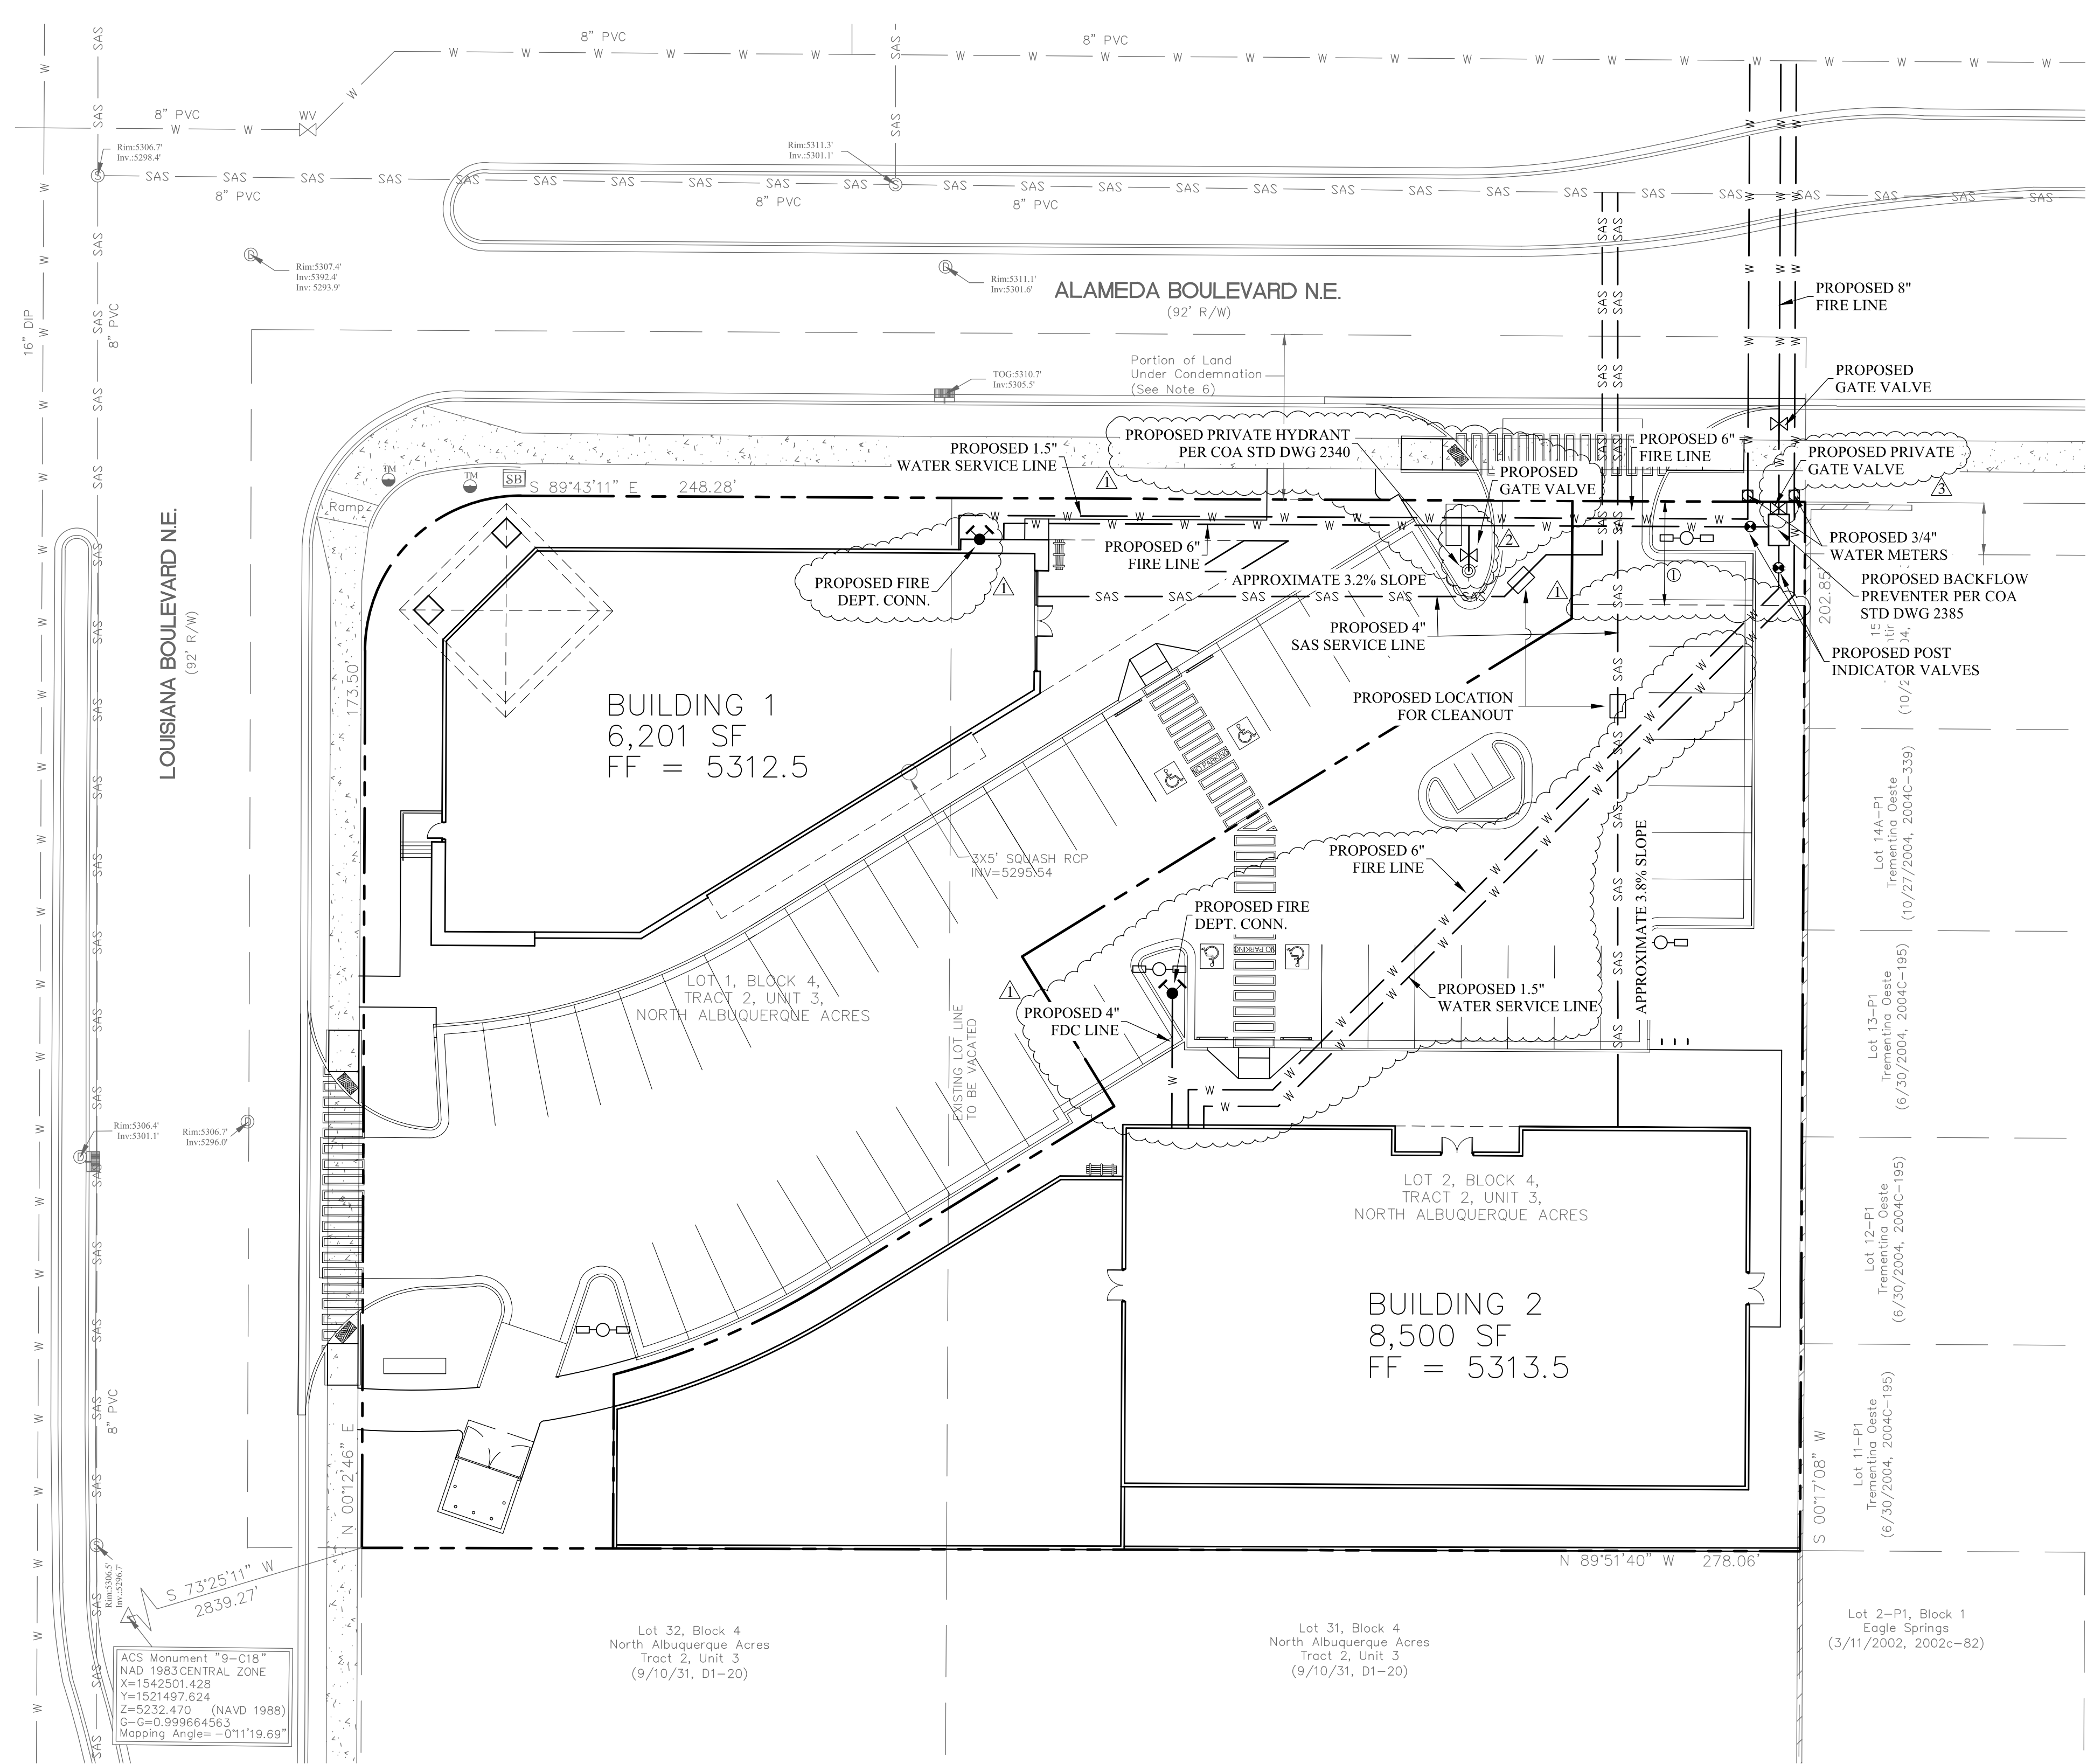 8" PVC
8" PVC
8" PVC
WV
Rim:5306.7'
Inv.:5298.4'
Rim:5311.3'
Inv.:5301.1'
8" PVC
8" PVC
8" PVC
Rim:5307.4'
Inv:5392.4'
Inv: 5293.9'
Rim:5311.1'
Inv:5301.6'
ALAMEDA BOULEVARD N.E.
(92' R/W)
PROPOSED 8"
FIRE LINE
16" DIP
8" PVC
Portion of Land
Under Condemnation
(See Note 6)
TOG:5310.7'
Inv:5305.5'
PROPOSED
GATE VALVE
PROPOSED 1.5"
WATER SERVICE LINE
PROPOSED PRIVATE HYDRANT
PER COA STD DWG 2340
PROPOSED
GATE VALVE
PROPOSED 6"
FIRE LINE
PROPOSED PRIVATE
GATE VALVE
TM
TM
SB
S 89°43'11" E 248.28'
Ramp
1
2
3
PROPOSED 6"
FIRE LINE
PROPOSED FIRE
DEPT. CONN.
1
APPROXIMATE 3.2% SLOPE
1
1
PROPOSED 3/4"
WATER METERS
PROPOSED BACKFLOW
PREVENTER PER COA
STD DWG 2385
202.85
PROPOSED POST
INDICATOR VALVES
PROPOSED 4"
SAS SERVICE LINE
PROPOSED LOCATION
FOR CLEANOUT
LOUISIANA BOULEVARD N.E.
(92' R/W)
173.50'
BUILDING 1
6,201 SF
FF = 5312.5
NO PARKING
3X5' SQUASH RCP
INV=5295.54
PROPOSED 6"
FIRE LINE
APPROXIMATE 3.8% SLOPE
PROPOSED FIRE
DEPT. CONN.
NO PARKING
PROPOSED 1.5"
WATER SERVICE LINE
1
PROPOSED 4"
FDC LINE
LOT 1, BLOCK 4,
TRACT 2, UNIT 3,
NORTH ALBUQUERQUE ACRES
EXISTING LOT LINE
TO BE VACATED
Lot 14A-P1
Trementina Oeste
(10/27/2004, 2004C-339)
Lot 13-P1
Trementina Oeste
(6/30/2004, 2004C-195)
Lot 12-P1
Trementina Oeste
(6/30/2004, 2004C-195)
Lot 11-P1
Trementina Oeste
(6/30/2004, 2004C-195)
Rim:5306.4'
Inv:5301.1'
Rim:5306.7'
Inv:5296.0'
LOT 2, BLOCK 4,
TRACT 2, UNIT 3,
NORTH ALBUQUERQUE ACRES
BUILDING 2
8,500 SF
FF = 5313.5
8" PVC
N 00°12'46" E
S 00°17'08" W
N 89°51'40" W 278.06'
Rim:5306.5'
Inv.:5296.7'
S 73°25'11" W
2839.27'
ACS Monument "9-C18"
NAD 1983 CENTRAL ZONE
X=1542501.428
Y=1521497.624
Z=5232.470 (NAVD 1988)
G-G=0.999664563
Mapping Angle= -0°11'19.69"
Lot 32, Block 4
North Albuquerque Acres
Tract 2, Unit 3
(9/10/31, D1-20)
Lot 31, Block 4
North Albuquerque Acres
Tract 2, Unit 3
(9/10/31, D1-20)
Lot 2-P1, Block 1
Eagle Springs
(3/11/2002, 2002c-82)